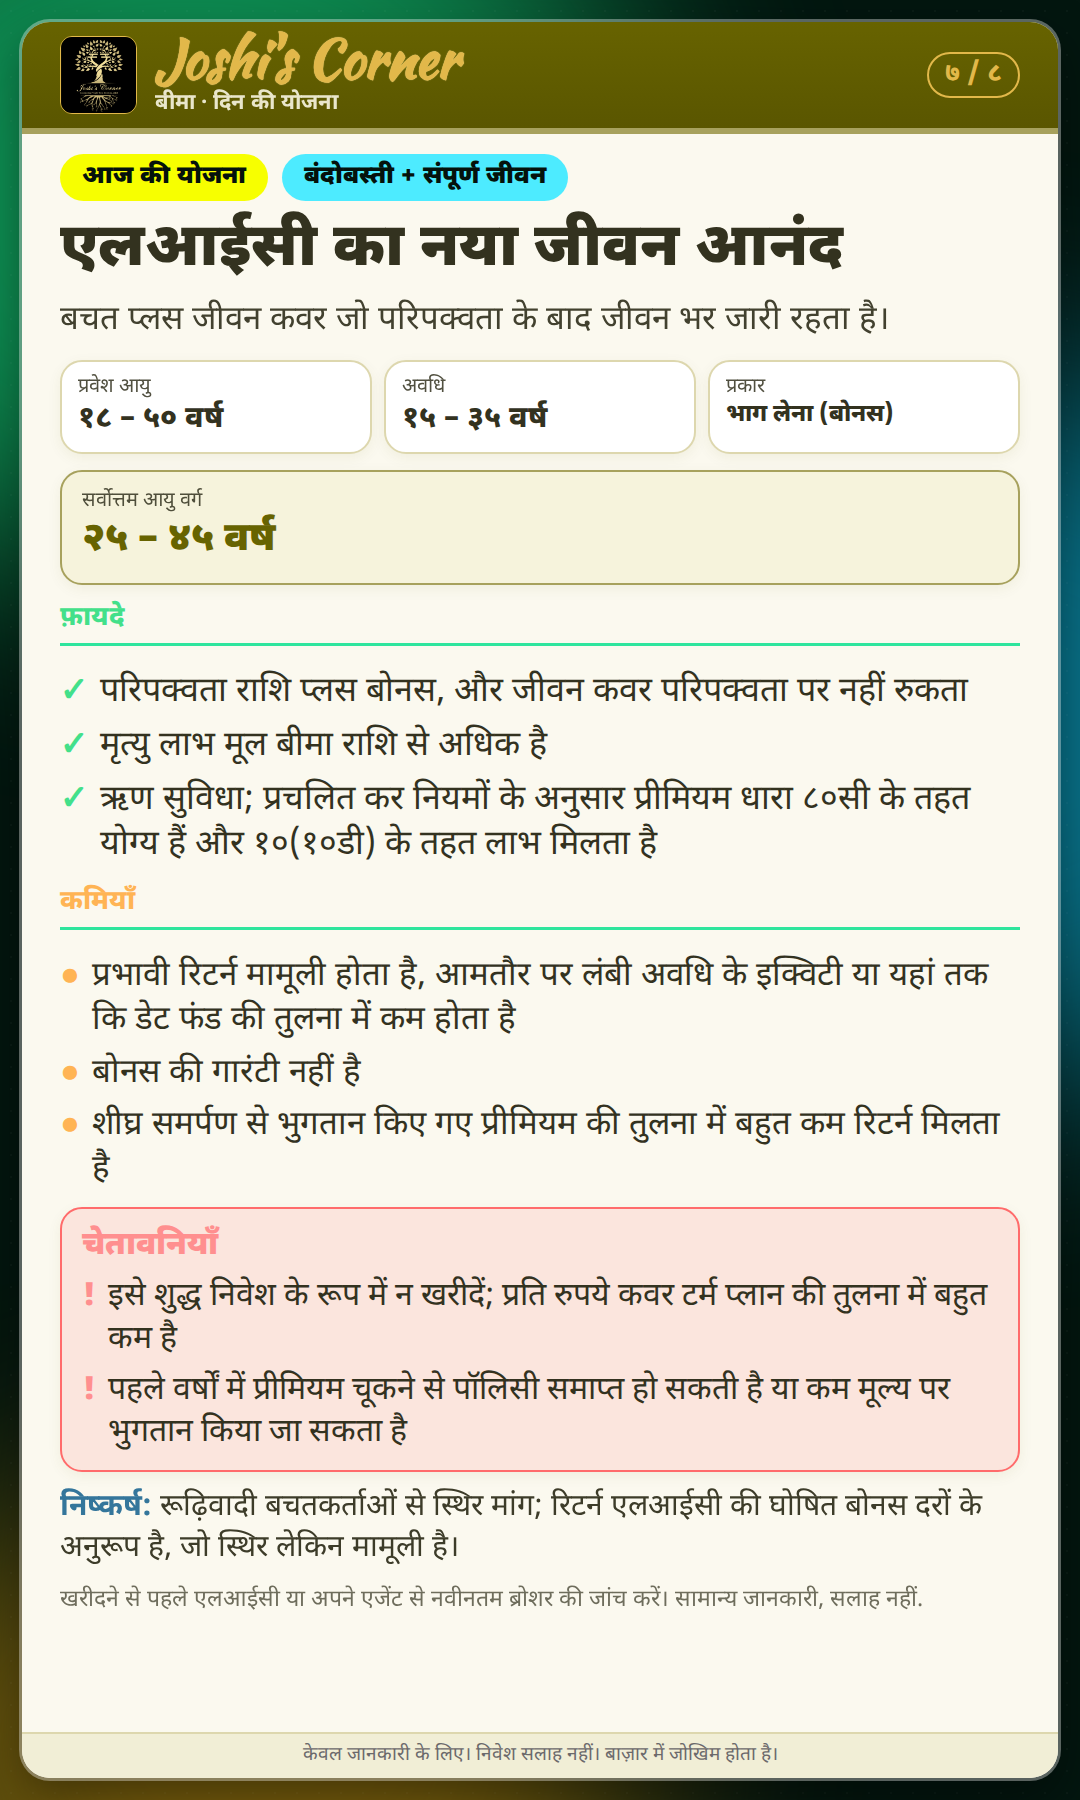 Joshi's Corner
बीमा · दिन की योजना
७ / ८
आज की योजना
बंदोबस्ती + संपूर्ण जीवन
एलआईसी का नया जीवन आनंद
बचत प्लस जीवन कवर जो परिपक्वता के बाद जीवन भर जारी रहता है।
प्रवेश आयु
१८ – ५० वर्ष
अवधि
१५ – ३५ वर्ष
प्रकार
भाग लेना (बोनस)
सर्वोत्तम आयु वर्ग
२५ – ४५ वर्ष
फ़ायदे
✓ परिपक्वता राशि प्लस बोनस, और जीवन कवर परिपक्वता पर नहीं रुकता
✓ मृत्यु लाभ मूल बीमा राशि से अधिक है
✓ ऋण सुविधा; प्रचलित कर नियमों के अनुसार प्रीमियम धारा ८०सी के तहत
योग्य हैं और १०(१०डी) के तहत लाभ मिलता है
कमियाँ
● प्रभावी रिटर्न मामूली होता है, आमतौर पर लंबी अवधि के इक्विटी या यहां तक
कि डेट फंड की तुलना में कम होता है
● बोनस की गारंटी नहीं है
● शीघ्र समर्पण से भुगतान किए गए प्रीमियम की तुलना में बहुत कम रिटर्न मिलता
है
चेतावनियाँ
! इसे शुद्ध निवेश के रूप में न खरीदें; प्रति रुपये कवर टर्म प्लान की तुलना में बहुत
कम है
! पहले वर्षों में प्रीमियम चूकने से पॉलिसी समाप्त हो सकती है या कम मूल्य पर
भुगतान किया जा सकता है
निष्कर्ष: रूढ़िवादी बचतकर्ताओं से स्थिर मांग; रिटर्न एलआईसी की घोषित बोनस दरों के
अनुरूप है, जो स्थिर लेकिन मामूली है।
खरीदने से पहले एलआईसी या अपने एजेंट से नवीनतम ब्रोशर की जांच करें। सामान्य जानकारी, सलाह नहीं.
केवल जानकारी के लिए। निवेश सलाह नहीं। बाज़ार में जोखिम होता है।